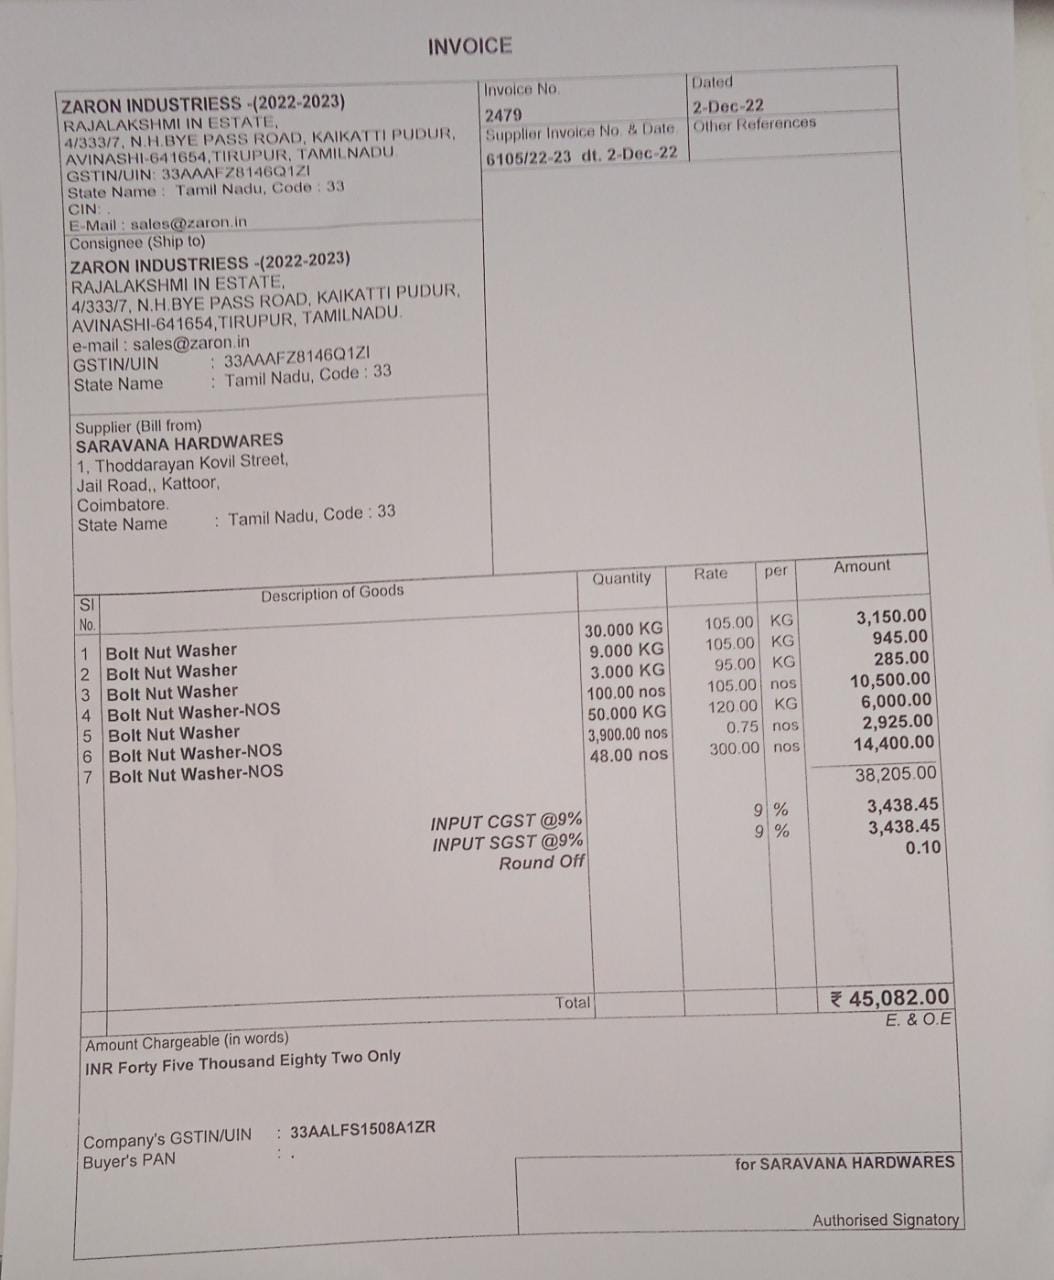 INVOICE
ZARON INDUSTRIESS -(2022-2023)
RAJALAKSHMI IN ESTATE,
4/333/7, N.H.BYE PASS ROAD, KAIKATTI PUDUR,
AVINASHI-641654,TIRUPUR, TAMILNADU
GSTIN/UIN: 33AAAFZ8146Q1ZI
State Name : Tamil Nadu, Code : 33
CIN: .
E-Mail : sales@zaron.in
Invoice No.
2479
Dated
2-Dec-22
Supplier Invoice No. & Date.
6105/22-23 dt. 2-Dec-22
Other References
Consignee (Ship to)
ZARON INDUSTRIESS -(2022-2023)
RAJALAKSHMI IN ESTATE,
4/333/7, N.H.BYE PASS ROAD, KAIKATTI PUDUR,
AVINASHI-641654,TIRUPUR, TAMILNADU.
e-mail : sales@zaron.in
GSTIN/UIN : 33AAAFZ8146Q1ZI
State Name : Tamil Nadu, Code : 33
Supplier (Bill from)
SARAVANA HARDWARES
1, Thoddarayan Kovil Street,
Jail Road,, Kattoor,
Coimbatore.
State Name : Tamil Nadu, Code : 33
Sl No. Description of Goods Quantity Rate per Amount
1 Bolt Nut Washer 30.000 KG 105.00 KG 3,150.00
2 Bolt Nut Washer 9.000 KG 105.00 KG 945.00
3 Bolt Nut Washer 3.000 KG 95.00 KG 285.00
4 Bolt Nut Washer-NOS 100.00 nos 105.00 nos 10,500.00
5 Bolt Nut Washer 50.000 KG 120.00 KG 6,000.00
6 Bolt Nut Washer-NOS 3,900.00 nos 0.75 nos 2,925.00
7 Bolt Nut Washer-NOS 48.00 nos 300.00 nos 14,400.00
38,205.00
INPUT CGST @9% 9 % 3,438.45
INPUT SGST @9% 9 % 3,438.45
Round Off 0.10
Total ₹ 45,082.00
E. & O.E
Amount Chargeable (in words)
INR Forty Five Thousand Eighty Two Only
Company's GSTIN/UIN : 33AALFS1508A1ZR
Buyer's PAN : .
for SARAVANA HARDWARES
Authorised Signatory